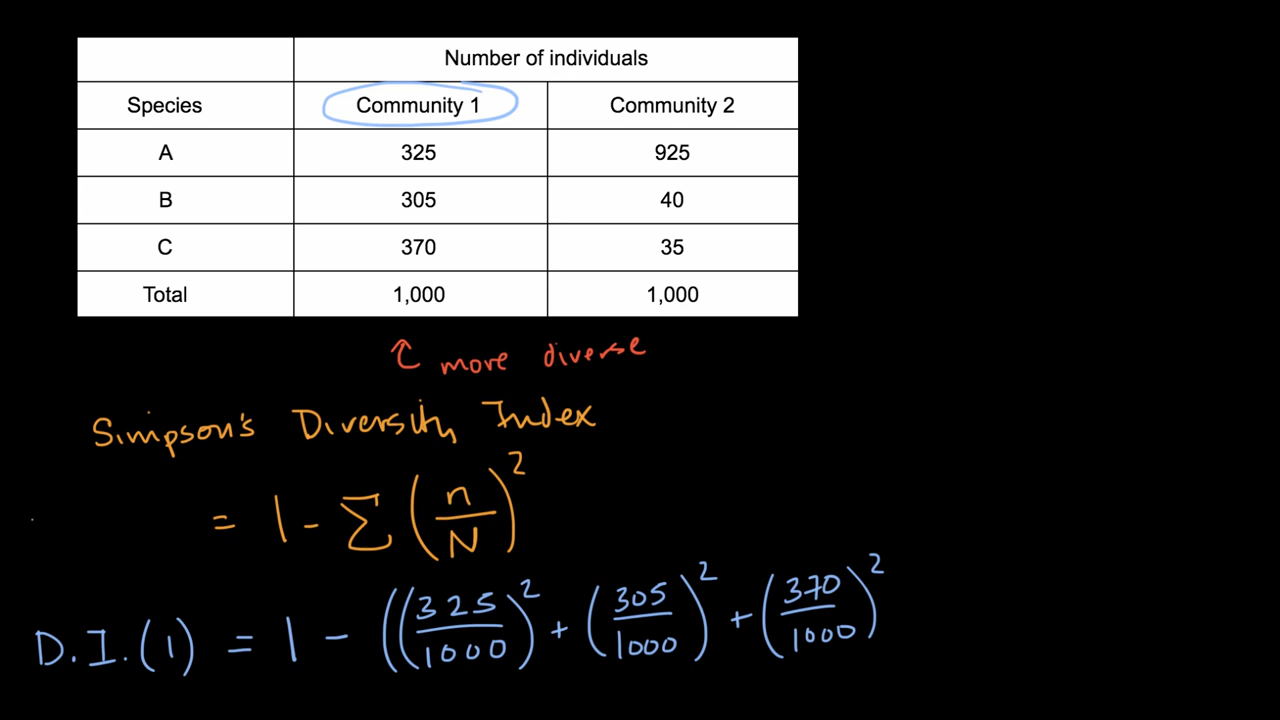 Number of individuals
Species Community 1 Community 2
A 325 925
B 305 40
C 370 35
Total 1,000 1,000
↑ more diverse
Simpson's Diversity Index
= 1 - Σ (n/N)²
D.I.(1) = 1 - ((325/1000)² + (305/1000)² + (370/1000)²